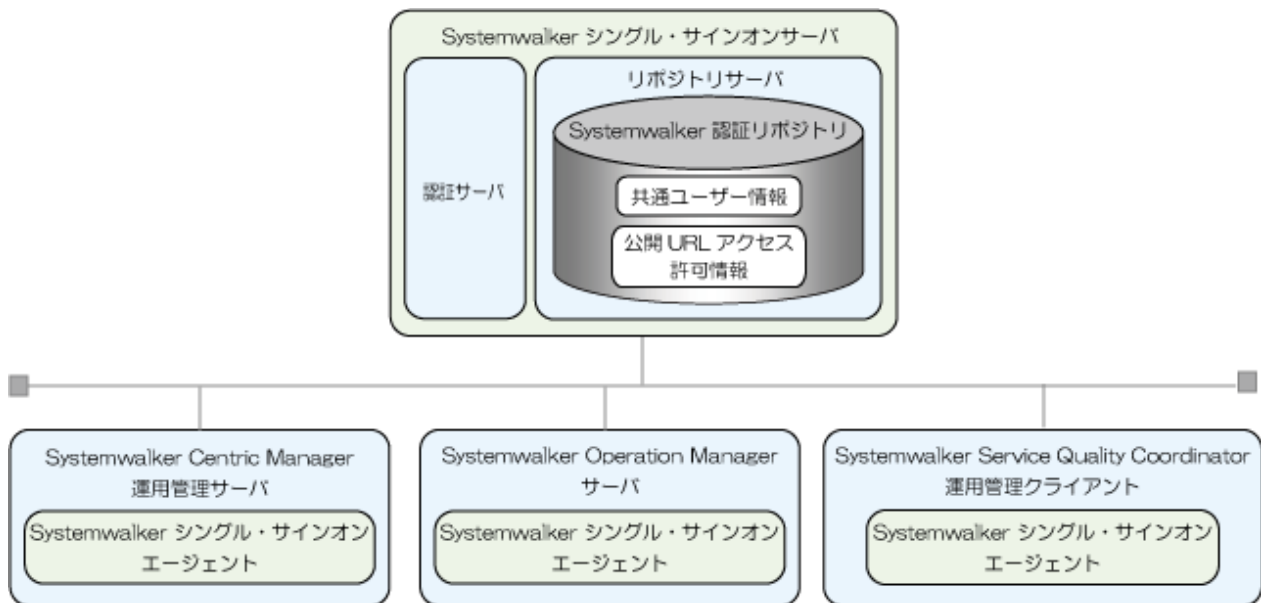 Systemwalker シングル・サインオンサーバ
リポジトリサーバ
Systemwalker 認証リポジトリ
認証サーバ
共通ユーザー情報
公開 URL アクセス
許可情報
Systemwalker Centric Manager
運用管理サーバ
Systemwalker シングル・サインオン
エージェント
Systemwalker Operation Manager
サーバ
Systemwalker シングル・サインオン
エージェント
Systemwalker Service Quality Coordinator
運用管理クライアント
Systemwalker シングル・サインオン
エージェント